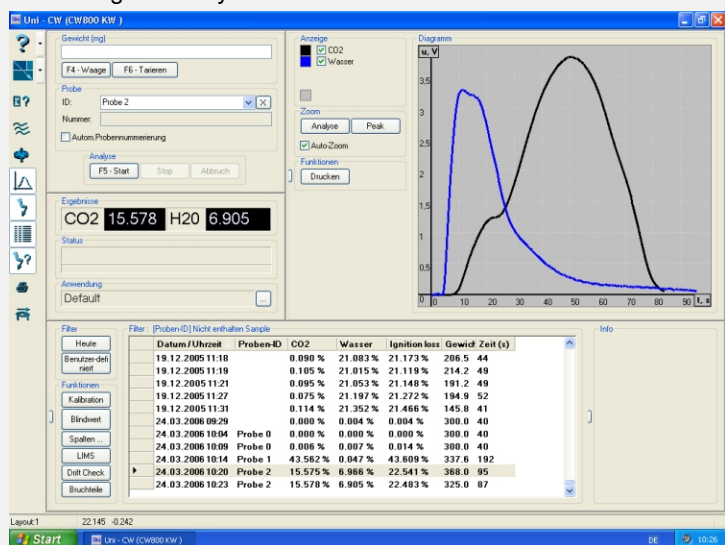 Uni - CW (CW800 KW )
Gewicht [mg]
F4 - Waage F6 - Tarieren
Probe
ID: Probe 2
Nummer:
Autom.Probennummerierung
Analyse
F5 - Start Stop Abbruch
Ergebnisse
CO2 15.578 H20 6.905
Status
Anwendung
Default ...
Anzeige
CO2
Wasser
Zoom
Analyse Peak
Auto-Zoom
Funktionen
Drucken
Diagramm
u, V
3,5
3
2,5
2
1,5
1
0,5
0
0 10 20 30 40 50 60 70 80 90 t, s
Filter
Heute
Benutzer-defi
niert
Funktionen
Kalibration
Blindwert
Spalten ...
LIMS
Drift Check
Bruchteile
Filter : [Proben-ID] Nicht enthalten Sample
Datum / Uhrzeit Proben-ID CO2 Wasser Ignition loss Gewich Zeit (s)
19.12.2005 11:18 0.090 % 21.083 % 21.173 % 206.5 44
19.12.2005 11:19 0.105 % 21.015 % 21.119 % 214.2 49
19.12.2005 11:21 0.095 % 21.053 % 21.148 % 191.2 49
19.12.2005 11:27 0.075 % 21.197 % 21.272 % 194.9 52
19.12.2005 11:31 0.114 % 21.352 % 21.466 % 145.8 41
24.03.2006 09:29 0.000 % 0.004 % 0.004 % 300.0 40
24.03.2006 10:04 Probe 0 0.000 % 0.000 % 0.000 % 300.0 40
24.03.2006 10:09 Probe 0 0.006 % 0.007 % 0.014 % 300.0 40
24.03.2006 10:14 Probe 1 43.562 % 0.047 % 43.609 % 337.6 192
24.03.2006 10:20 Probe 2 15.575 % 6.966 % 22.541 % 368.0 95
24.03.2006 10:23 Probe 2 15.578 % 6.905 % 22.483 % 325.0 87
Info
Layout:1 22.145 -0.242
Start Uni - CW (CW800 KW ) DE 10:26